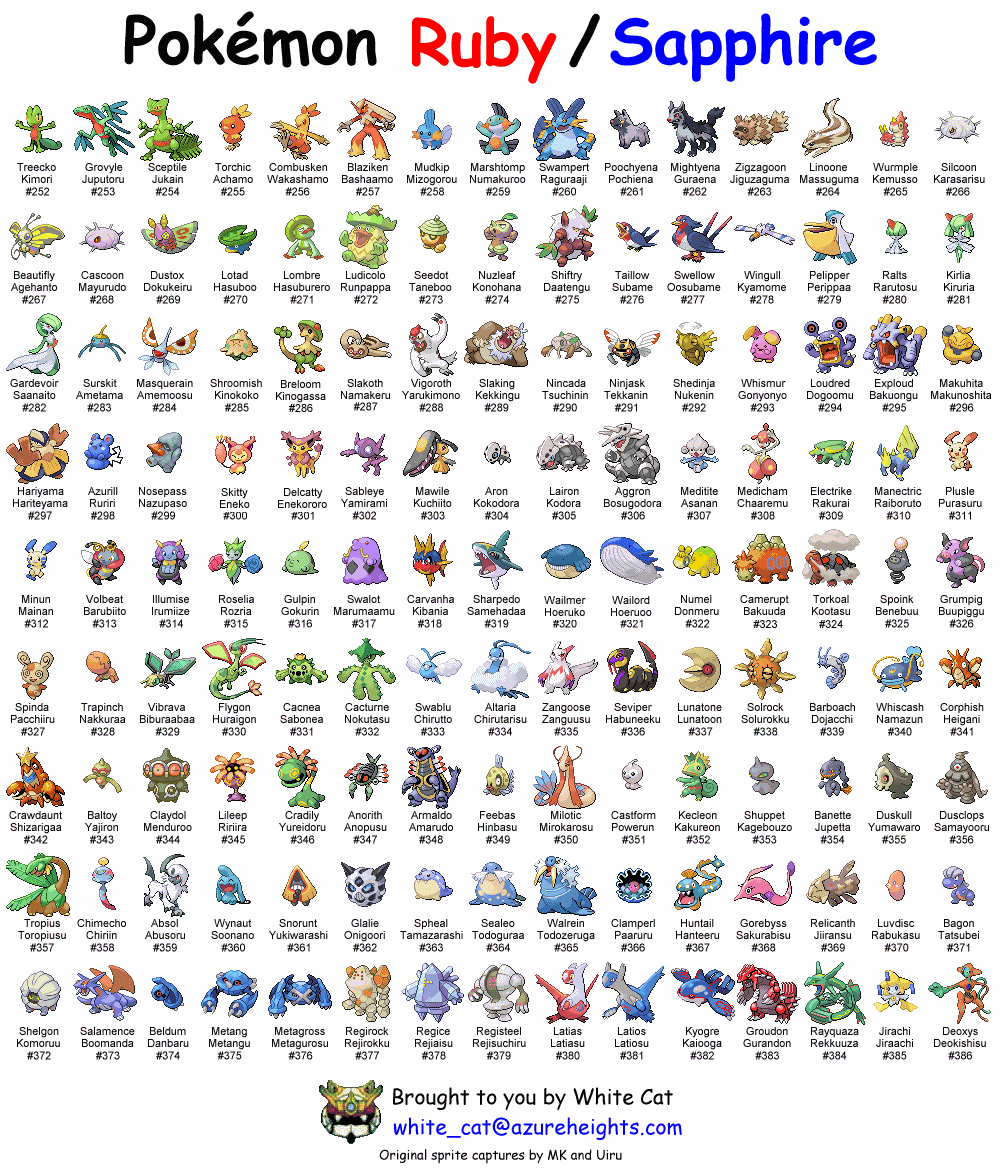 Pokémon Ruby / Sapphire
Treecko Grovyle Sceptile Torchic Combusken Blaziken Mudkip Marshtomp Swampert Poochyena Mightyena Zigzagoon Linoone Wurmple Silcoon
Kimori Juputoru Jukain Achamo Wakashamo Bashaamo Mizogorou Numakuroo Raguraaji Pochiena Guraena Jiguzaguma Massuguma Kemusso Karasarisu
#252 #253 #254 #255 #256 #257 #258 #259 #260 #261 #262 #263 #264 #265 #266
Beautifly Cascoon Dustox Lotad Lombre Ludicolo Seedot Nuzleaf Shiftry Taillow Swellow Wingull Pelipper Ralts Kirlia
Agehanto Mayurudo Dokukeiru Hasuboo Hasuburero Runpappa Taneboo Konohana Daatengu Subame Oosubame Kyamome Perippaa Rarutosu Kiruria
#267 #268 #269 #270 #271 #272 #273 #274 #275 #276 #277 #278 #279 #280 #281
Gardevoir Surskit Masquerain Shroomish Breloom Slakoth Vigoroth Slaking Nincada Ninjask Shedinja Whismur Loudred Exploud Makuhita
Saanaito Ametama Amemoosu Kinokoko Kinogassa Namakeru Yarukimono Kekkingu Tsuchinin Tekkanin Nukenin Gonyonyo Dogoomu Bakuongu Makunoshita
#282 #283 #284 #285 #286 #287 #288 #289 #290 #291 #292 #293 #294 #295 #296
Hariyama Azurill Nosepass Skitty Delcatty Sableye Mawile Aron Lairon Aggron Meditite Medicham Electrike Manectric Plusle
Hariteyama Ruriri Nazupaso Eneko Enekororo Yamirami Kuchiito Kokodora Kodora Bosugodora Asanan Chaaremu Rakurai Raiboruto Purasuru
#297 #298 #299 #300 #301 #302 #303 #304 #305 #306 #307 #308 #309 #310 #311
Minun Volbeat Illumise Roselia Gulpin Swalot Carvanha Sharpedo Wailmer Wailord Numel Camerupt Torkoal Spoink Grumpig
Mainan Barubiito Irumiize Rozria Gokurin Marumaamu Kibania Samehadaa Hoeruko Hoeruoo Donmeru Bakuuda Kootasu Benebuu Buupiggu
#312 #313 #314 #315 #316 #317 #318 #319 #320 #321 #322 #323 #324 #325 #326
Spinda Trapinch Vibrava Flygon Cacnea Cacturne Swablu Altaria Zangoose Seviper Lunatone Solrock Barboach Whiscash Corphish
Pacchiiru Nakkuraa Biburaabaa Huraigon Sabonea Nokutasu Chirutto Chirutarisu Zanguusu Habuneeku Lunatoon Solurokku Dojacchi Namazun Heigani
#327 #328 #329 #330 #331 #332 #333 #334 #335 #336 #337 #338 #339 #340 #341
Crawdaunt Baltoy Claydol Lileep Cradily Anorith Armaldo Feebas Milotic Castform Kecleon Shuppet Banette Duskull Dusclops
Shizarigaa Yajiron Menduroo Ririira Yureidoru Anopusu Amarudo Hinbasu Mirokarosu Powerun Kakureon Kagebouzo Jupetta Yumawaro Samayooru
#342 #343 #344 #345 #346 #347 #348 #349 #350 #351 #352 #353 #354 #355 #356
Tropius Chimecho Absol Wynaut Snorunt Glalie Spheal Sealeo Walrein Clamperl Huntail Gorebyss Relicanth Luvdisc Bagon
Toropiusu Chiriin Abusoru Soonano Yukiwarashi Onigoori Tamazarashi Todoguraa Todozeruga Paaruru Hanteeru Sakurabisu Jiiransu Rabukasu Tatsubei
#357 #358 #359 #360 #361 #362 #363 #364 #365 #366 #367 #368 #369 #370 #371
Shelgon Salamence Beldum Metang Metagross Regirock Regice Registeel Latias Latios Kyogre Groudon Rayquaza Jirachi Deoxys
Komoruu Boomanda Danbaru Metangu Metagurosu Rejirokku Rejiaisu Rejisuchiru Latiasu Latiosu Kaiooga Gurandon Rekkuuza Jiraachi Deokishisu
#372 #373 #374 #375 #376 #377 #378 #379 #380 #381 #382 #383 #384 #385 #386
Brought to you by White Cat
white_cat@azureheights.com
Original sprite captures by MK and Uiru